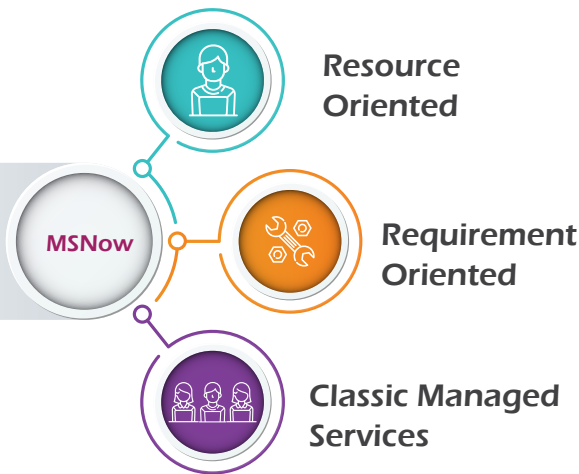 Resource
Oriented
MSNow
Requirement
Oriented
Classic Managed
Services